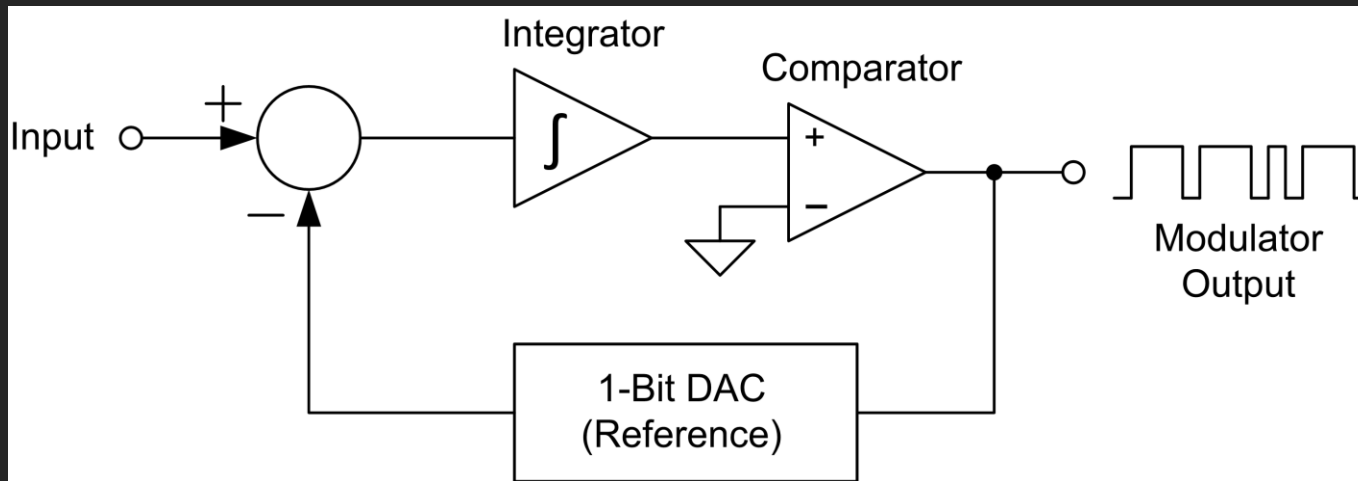 Integrator
Comparator
+
Input
∫
+
−
−
Modulator
Output
1-Bit DAC
(Reference)